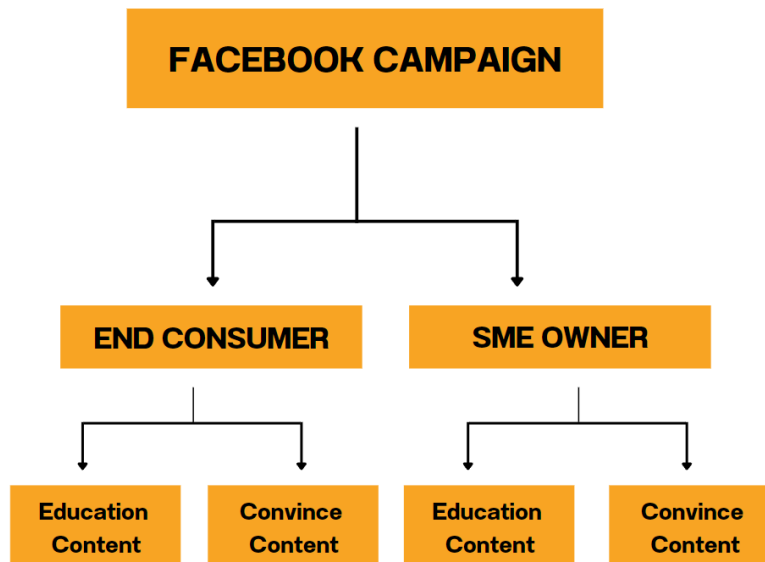 FACEBOOK CAMPAIGN
END CONSUMER
SME OWNER
Education
Content
Convince
Content
Education
Content
Convince
Content